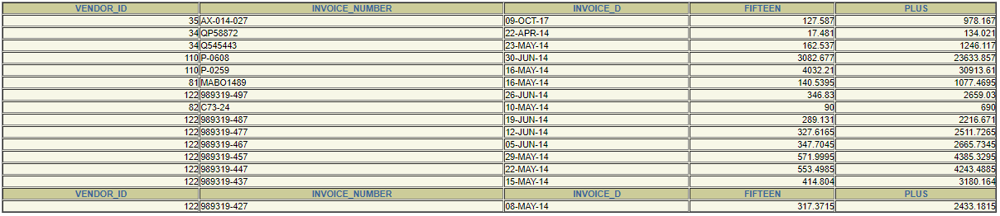 VENDOR_ID INVOICE_NUMBER INVOICE_D FIFTEEN PLUS
35 AX-014-027 09-OCT-17 127.587 978.167
34 QP58872 22-APR-14 17.481 134.021
34 Q545443 23-MAY-14 162.537 1246.117
110 P-0608 30-JUN-14 3082.677 23633.857
110 P-0259 16-MAY-14 4032.21 30913.61
81 MABO1489 16-MAY-14 140.5395 1077.4695
122 989319-497 26-JUN-14 346.83 2659.03
82 C73-24 10-MAY-14 90 690
122 989319-487 19-JUN-14 289.131 2216.671
122 989319-477 12-JUN-14 327.6165 2511.7265
122 989319-467 05-JUN-14 347.7045 2665.7345
122 989319-457 29-MAY-14 571.9995 4385.3295
122 989319-447 22-MAY-14 553.4985 4243.4885
122 989319-437 15-MAY-14 414.804 3180.164
VENDOR_ID INVOICE_NUMBER INVOICE_D FIFTEEN PLUS
122 989319-427 08-MAY-14 317.3715 2433.1815